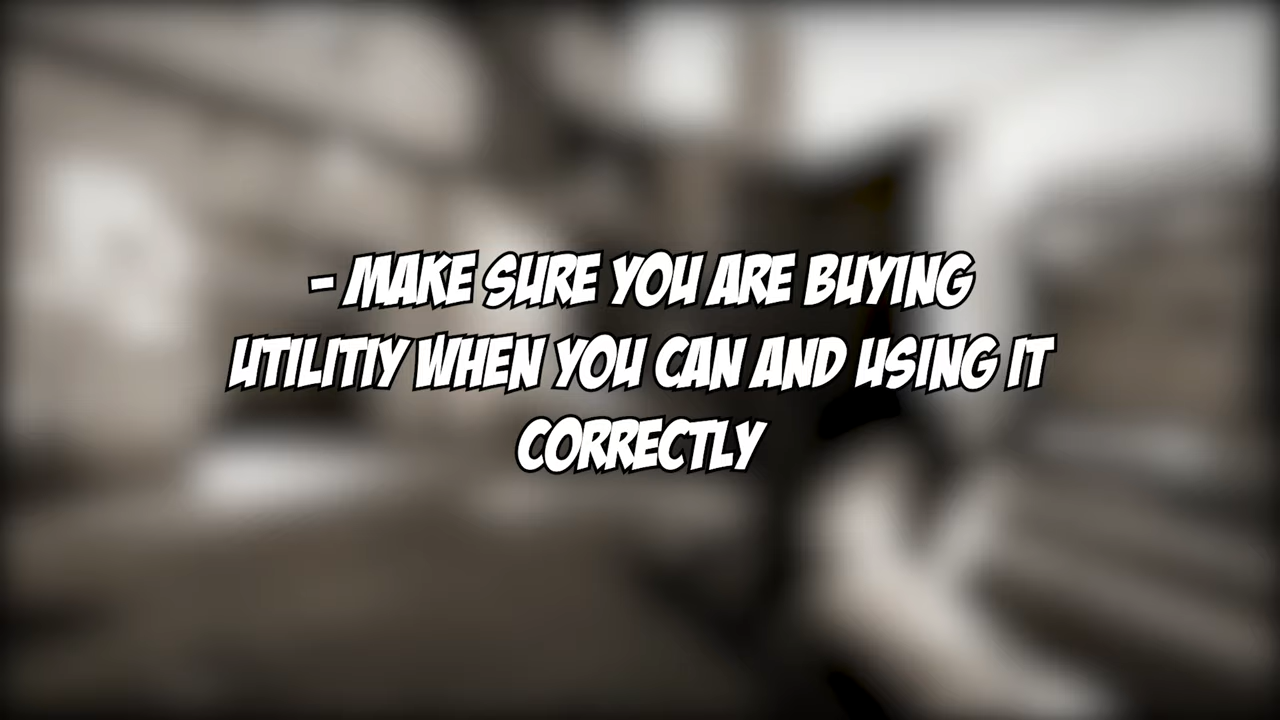 - MAKE SURE YOU ARE BUYING
UTILITIY WHEN YOU CAN AND USING IT
CORRECTLY